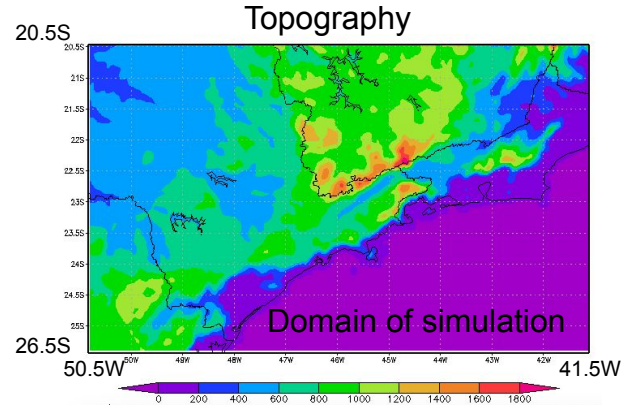 Topography
20.5S
20.5S
21S
21.5S
22S
22.5S
23S
23.5S
24S
24.5S
25S
Domain of simulation
26.5S
50.5W
50W
49W
48W
47W
46W
45W
44W
43W
42W
41.5W
0 200 400 600 800 1000 1200 1400 1600 1800